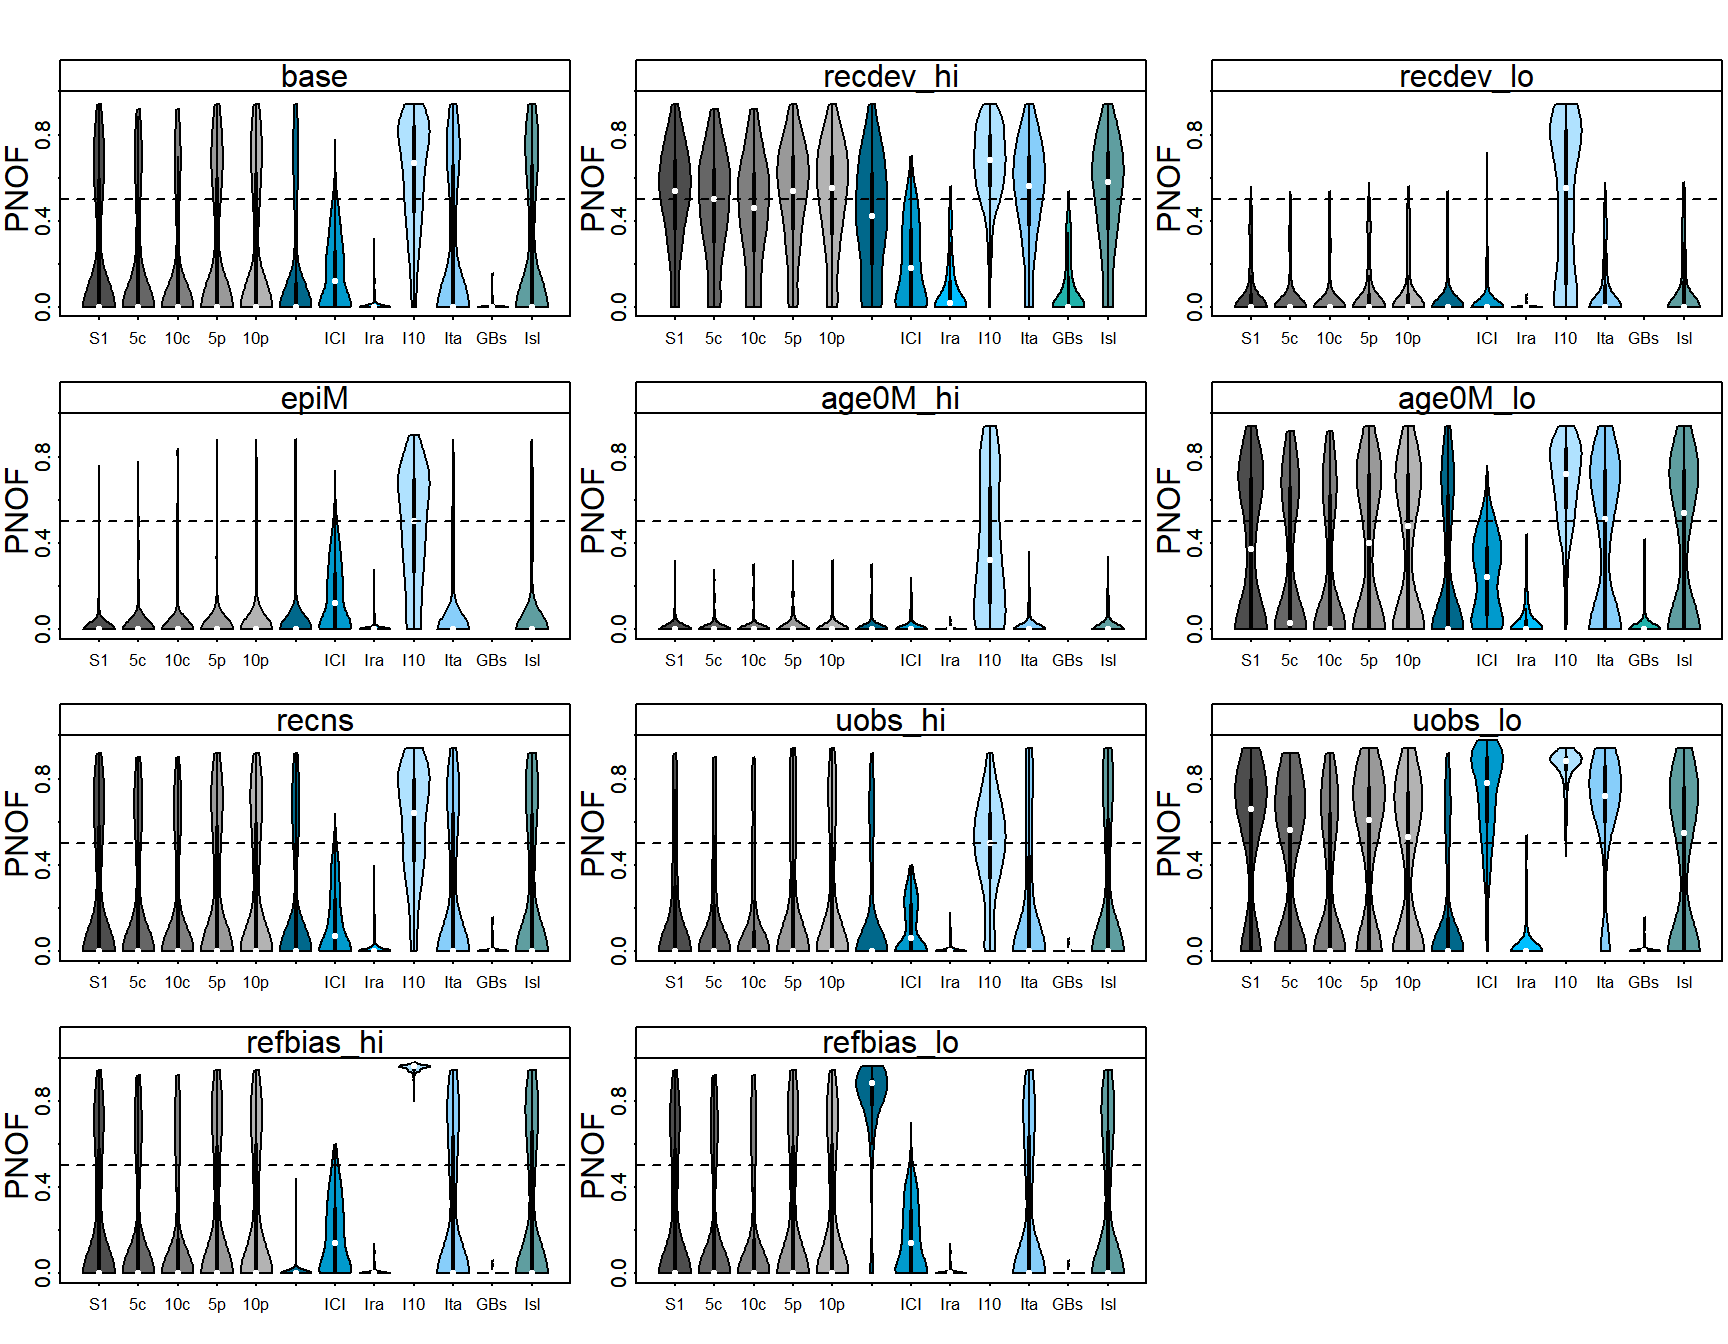 base
recdev_hi
recdev_lo
PNOF
0.0 0.4 0.8
S1 5c 10c 5p 10p ICI Ira I10 Ita GBs Isl
PNOF
0.0 0.4 0.8
S1 5c 10c 5p 10p ICI Ira I10 Ita GBs Isl
PNOF
0.0 0.4 0.8
S1 5c 10c 5p 10p ICI Ira I10 Ita GBs Isl
epiM
age0M_hi
age0M_lo
PNOF
0.0 0.4 0.8
S1 5c 10c 5p 10p ICI Ira I10 Ita GBs Isl
PNOF
0.0 0.4 0.8
S1 5c 10c 5p 10p ICI Ira I10 Ita GBs Isl
PNOF
0.0 0.4 0.8
S1 5c 10c 5p 10p ICI Ira I10 Ita GBs Isl
recns
uobs_hi
uobs_lo
PNOF
0.0 0.4 0.8
S1 5c 10c 5p 10p ICI Ira I10 Ita GBs Isl
PNOF
0.0 0.4 0.8
S1 5c 10c 5p 10p ICI Ira I10 Ita GBs Isl
PNOF
0.0 0.4 0.8
S1 5c 10c 5p 10p ICI Ira I10 Ita GBs Isl
refbias_hi
refbias_lo
PNOF
0.0 0.4 0.8
S1 5c 10c 5p 10p ICI Ira I10 Ita GBs Isl
PNOF
0.0 0.4 0.8
S1 5c 10c 5p 10p ICI Ira I10 Ita GBs Isl